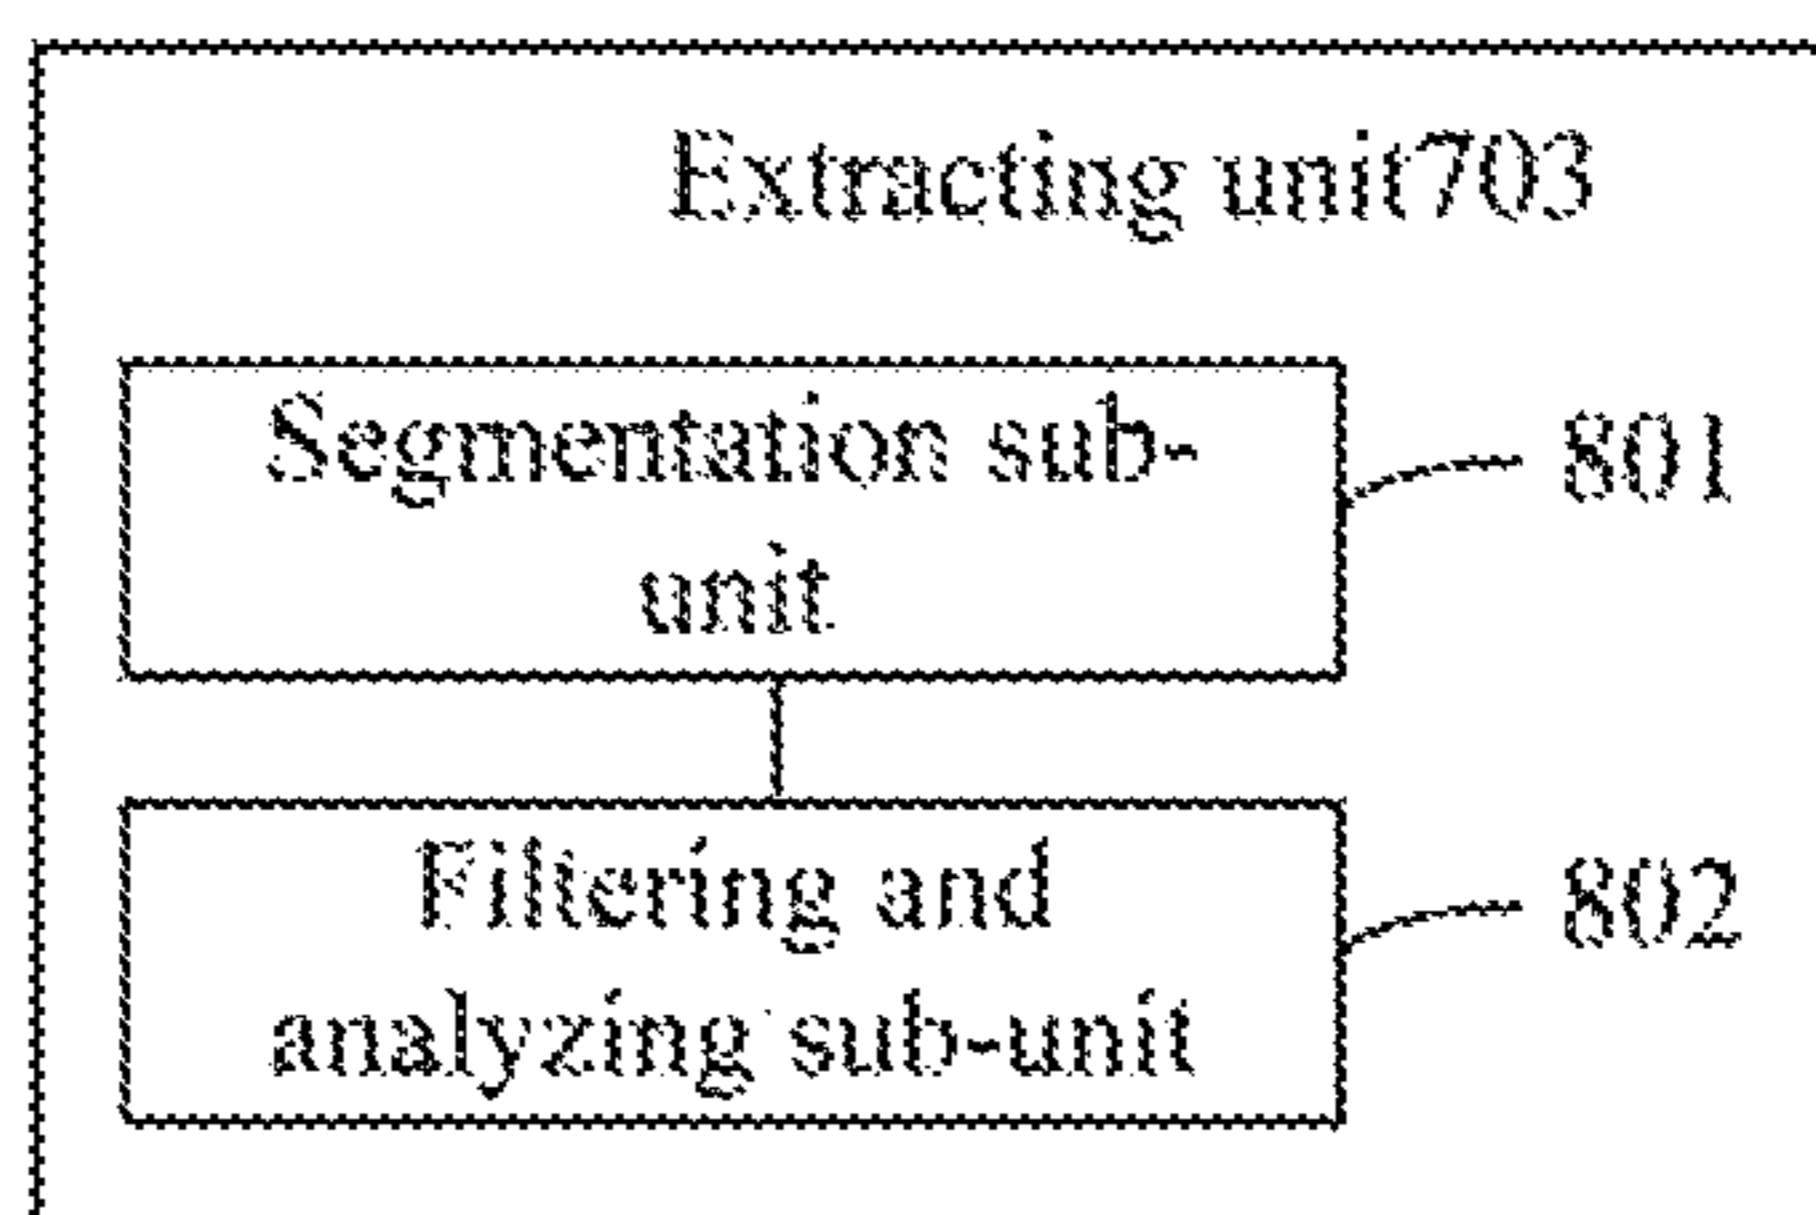 Extracting unit703
Segmentation sub-
unit
801
Filtering and
analyzing sub-unit
802